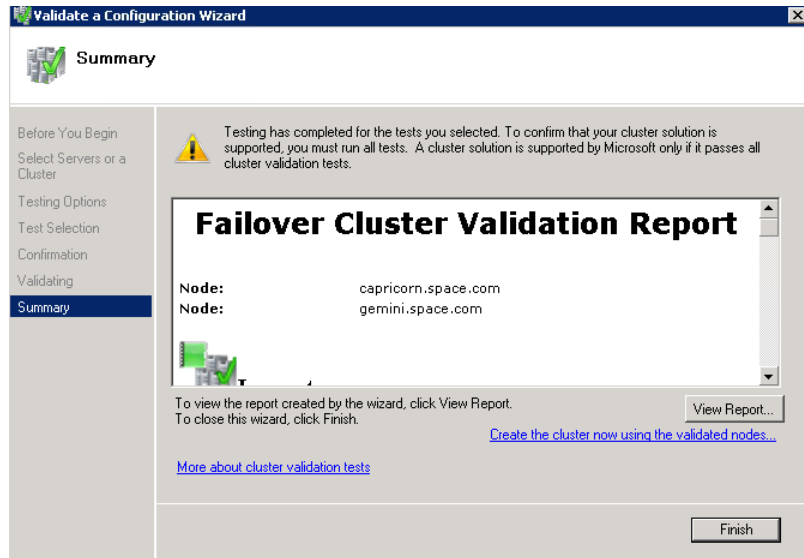 Validate a Configuration Wizard
Summary
Before You Begin
Select Servers or a
Cluster
Testing Options
Test Selection
Confirmation
Validating
Summary
Testing has completed for the tests you selected. To confirm that your cluster solution is
supported, you must run all tests. A cluster solution is supported by Microsoft only if it passes all
cluster validation tests.
Failover Cluster Validation Report
Node: capricorn.space.com
Node: gemini.space.com
To view the report created by the wizard, click View Report.
To close this wizard, click Finish.
View Report...
Create the cluster now using the validated nodes...
More about cluster validation tests
Finish